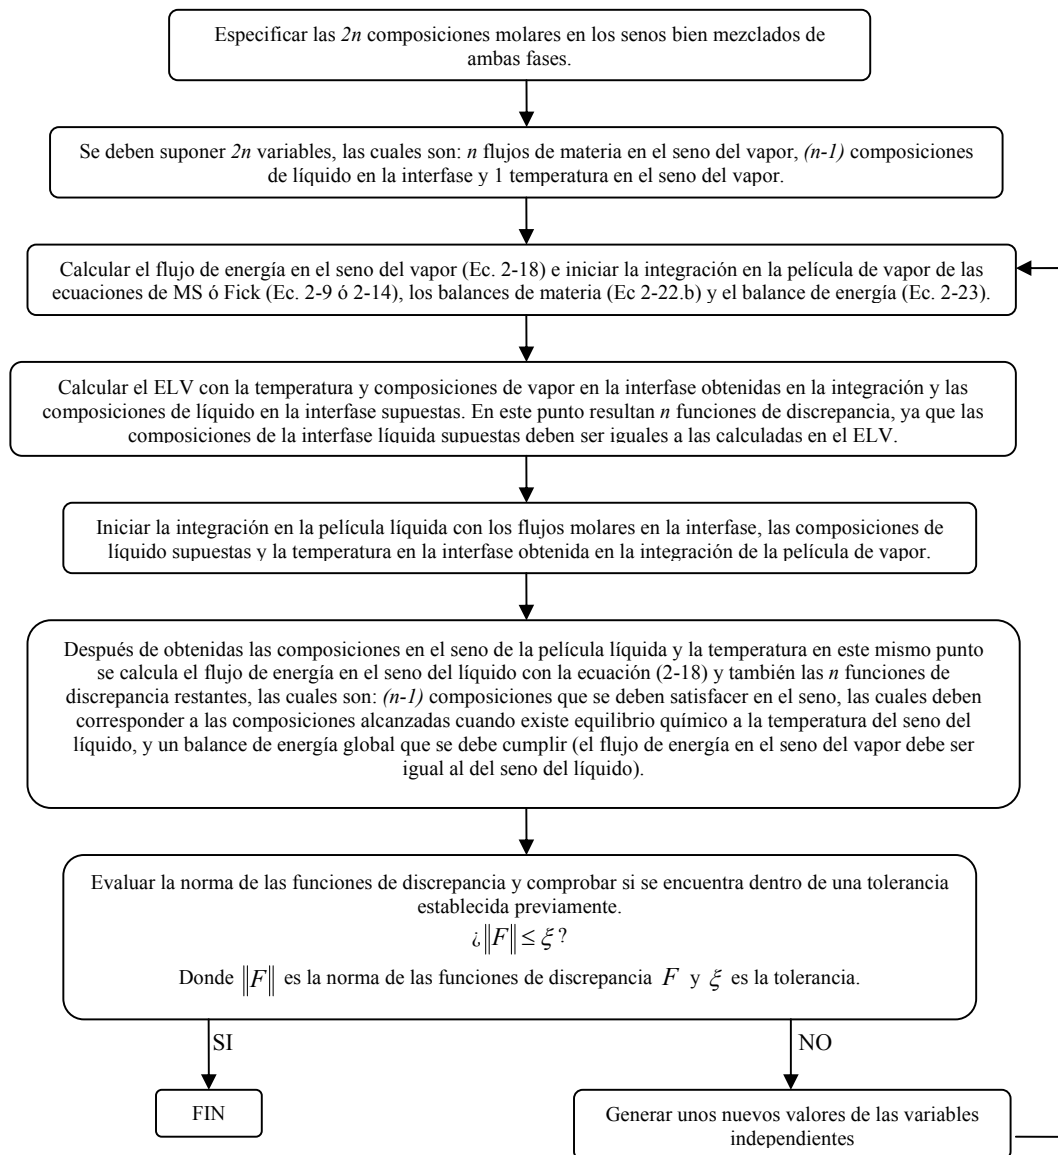 Especificar las 2n composiciones molares en los senos bien mezclados de
ambas fases.
Se deben suponer 2n variables, las cuales son: n flujos de materia en el seno del vapor, (n-1) composiciones
de líquido en la interfase y 1 temperatura en el seno del vapor.
Calcular el flujo de energía en el seno del vapor (Ec. 2-18) e iniciar la integración en la película de vapor de las
ecuaciones de MS ó Fick (Ec. 2-9 ó 2-14), los balances de materia (Ec 2-22.b) y el balance de energía (Ec. 2-23).
Calcular el ELV con la temperatura y composiciones de vapor en la interfase obtenidas en la integración y las
composiciones de líquido en la interfase supuestas. En este punto resultan n funciones de discrepancia, ya que las
composiciones de la interfase líquida supuestas deben ser iguales a las calculadas en el ELV.
Iniciar la integración en la película líquida con los flujos molares en la interfase, las composiciones de
líquido supuestas y la temperatura en la interfase obtenida en la integración de la película de vapor.
Después de obtenidas las composiciones en el seno de la película líquida y la temperatura en este mismo punto
se calcula el flujo de energía en el seno del líquido con la ecuación (2-18) y también las n funciones de
discrepancia restantes, las cuales son: (n-1) composiciones que se deben satisfacer en el seno, las cuales deben
corresponder a las composiciones alcanzadas cuando existe equilibrio químico a la temperatura del seno del
líquido, y un balance de energía global que se debe cumplir (el flujo de energía en el seno del vapor debe ser
igual al del seno del líquido).
Evaluar la norma de las funciones de discrepancia y comprobar si se encuentra dentro de una tolerancia
establecida previamente.
¿‖F‖ ≤ ξ?
Donde ‖F‖ es la norma de las funciones de discrepancia F y ξ es la tolerancia.
SI
NO
FIN
Generar unos nuevos valores de las variables
independientes